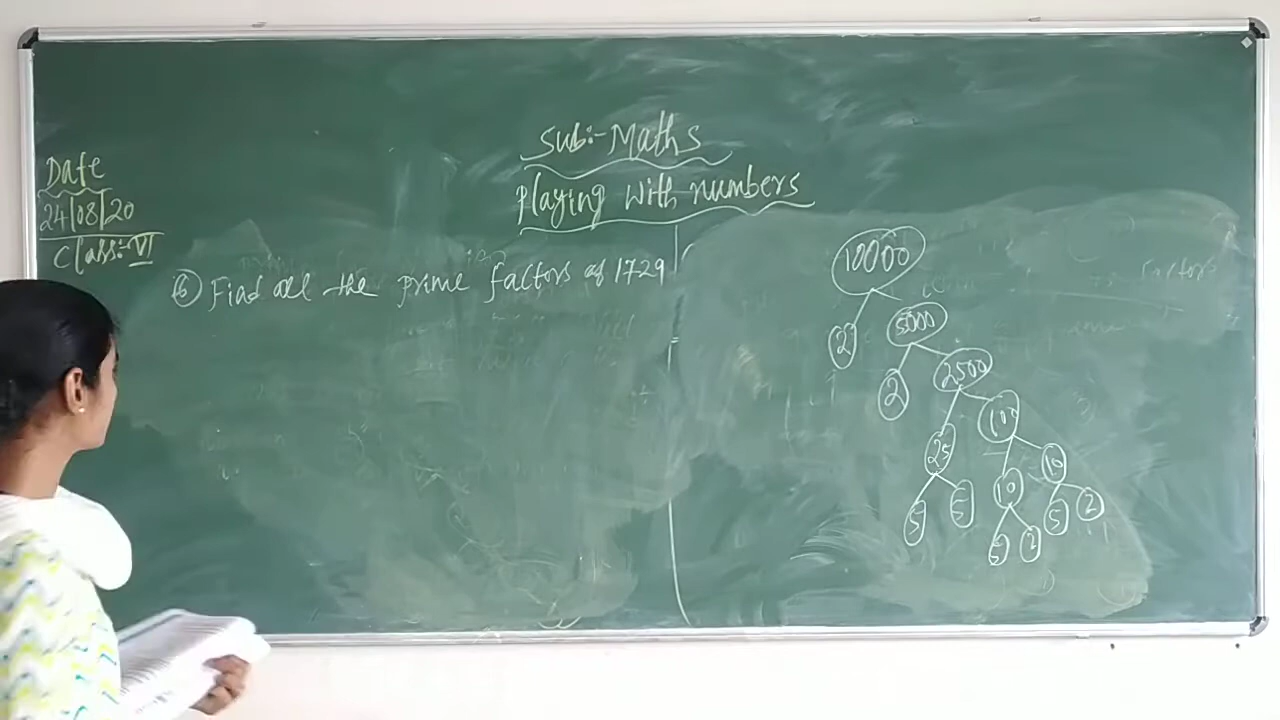 Sub:- Maths
Playing with numbers
Date
24/08/20
Class:- VI
⑥ Find all the prime factors of 1729
10000
2 5000
2 2500
25 100
5 5 10 10
5 2 5 2